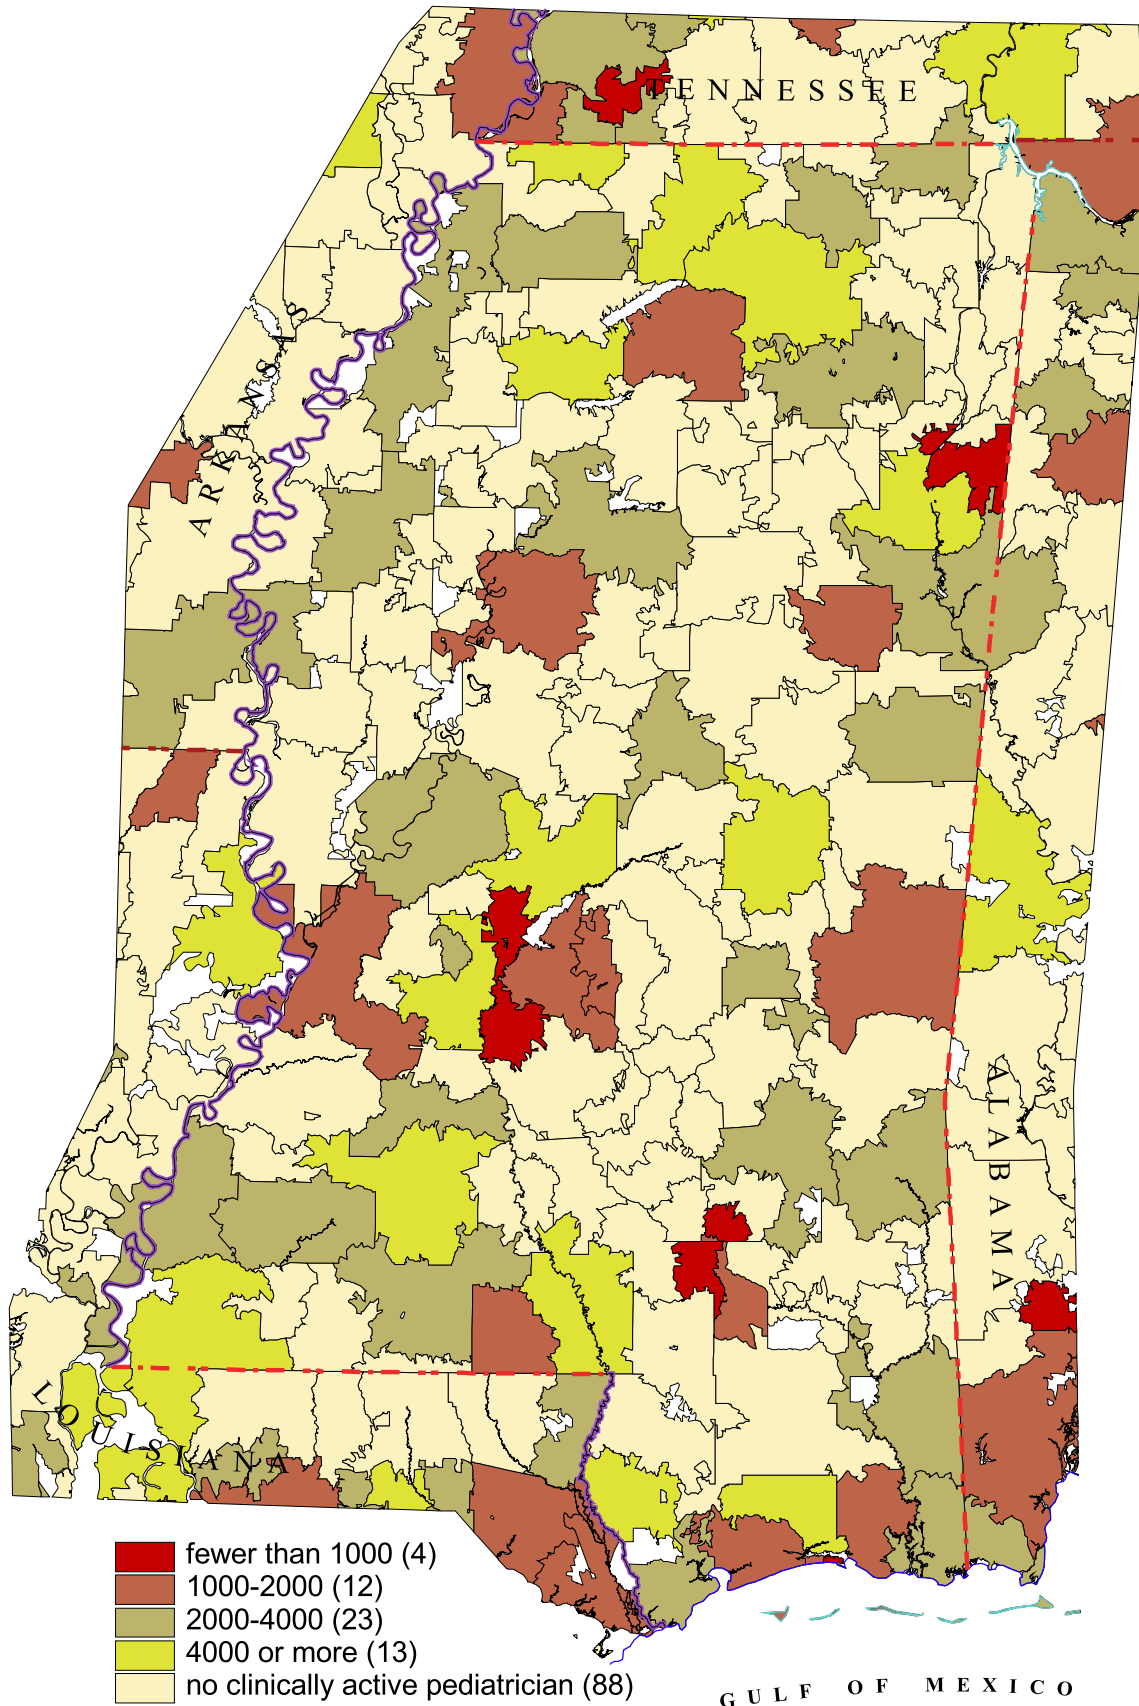 TENNESSEE
ARKANSAS
ALABAMA
LOUISIANA
fewer than 1000 (4)
1000-2000 (12)
2000-4000 (23)
4000 or more (13)
no clinically active pediatrician (88)
GULF OF MEXICO